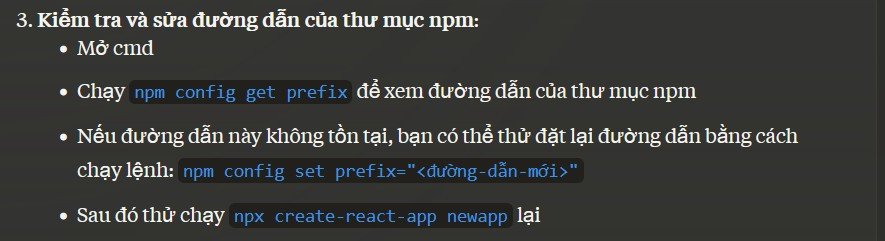 3. Kiểm tra và sửa đường dẫn của thư mục npm:
• Mở cmd
• Chạy npm config get prefix để xem đường dẫn của thư mục npm
• Nếu đường dẫn này không tồn tại, bạn có thể thử đặt lại đường dẫn bằng cách
chạy lệnh: npm config set prefix="<đường-dẫn-mới>"
• Sau đó thử chạy npx create-react-app newapp lại